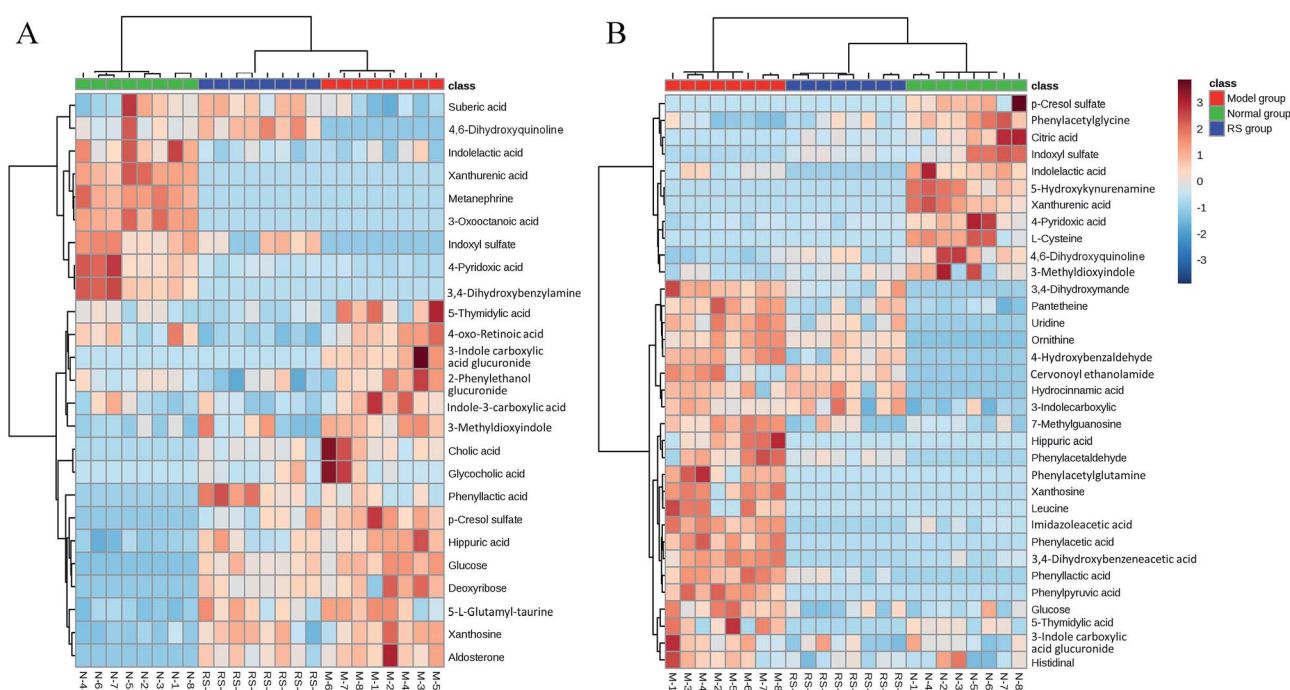 A
class
Suberic acid
4,6-Dihydroxyquinoline
Indolelactic acid
Xanthurenic acid
Metanephrine
3-Oxooctanoic acid
Indoxyl sulfate
4-Pyridoxic acid
3,4-Dihydroxybenzylamine
5-Thymidylic acid
4-oxo-Retinoic acid
3-Indole carboxylic
acid glucuronide
2-Phenylethanol
glucuronide
Indole-3-carboxylic acid
3-Methyldioxyindole
Cholic acid
Glycocholic acid
Phenyllactic acid
p-Cresol sulfate
Hippuric acid
Glucose
Deoxyribose
5-L-Glutamyl-taurine
Xanthosine
Aldosterone
N-4
N-6
N-7
N-5
N-2
N-3
N-1
N-8
RS-
RS-
RS-
RS-
RS-
RS-
RS-
RS-
M-6
M-7
M-8
M-1
M-2
M-4
M-3
M-5
B
class
p-Cresol sulfate
Phenylacetylglycine
Citric acid
Indoxyl sulfate
Indolelactic acid
5-Hydroxykynurenamine
Xanthurenic acid
4-Pyridoxic acid
L-Cysteine
4,6-Dihydroxyquinoline
3-Methyldioxyindole
3,4-Dihydroxymande
Pantetheine
Uridine
Ornithine
4-Hydroxybenzaldehyde
Cervonoyl ethanolamide
Hydrocinnamic acid
3-Indolecarboxylic
7-Methylguanosine
Hippuric acid
Phenylacetaldehyde
Phenylacetylglutamine
Xanthosine
Leucine
Imidazoleacetic acid
Phenylacetic acid
3,4-Dihydroxybenzeneacetic acid
Phenyllactic acid
Phenylpyruvic acid
Glucose
5-Thymidylic acid
3-Indole carboxylic
acid glucuronide
Histidinal
M-1
M-3
M-4
M-2
M-5
M-6
M-7
M-8
RS-
RS-
RS-
RS-
RS-
RS-
RS-
RS-
N-1
N-4
N-2
N-3
N-5
N-6
N-7
N-8
class
Model group
Normal group
RS group
3
2
1
0
-1
-2
-3